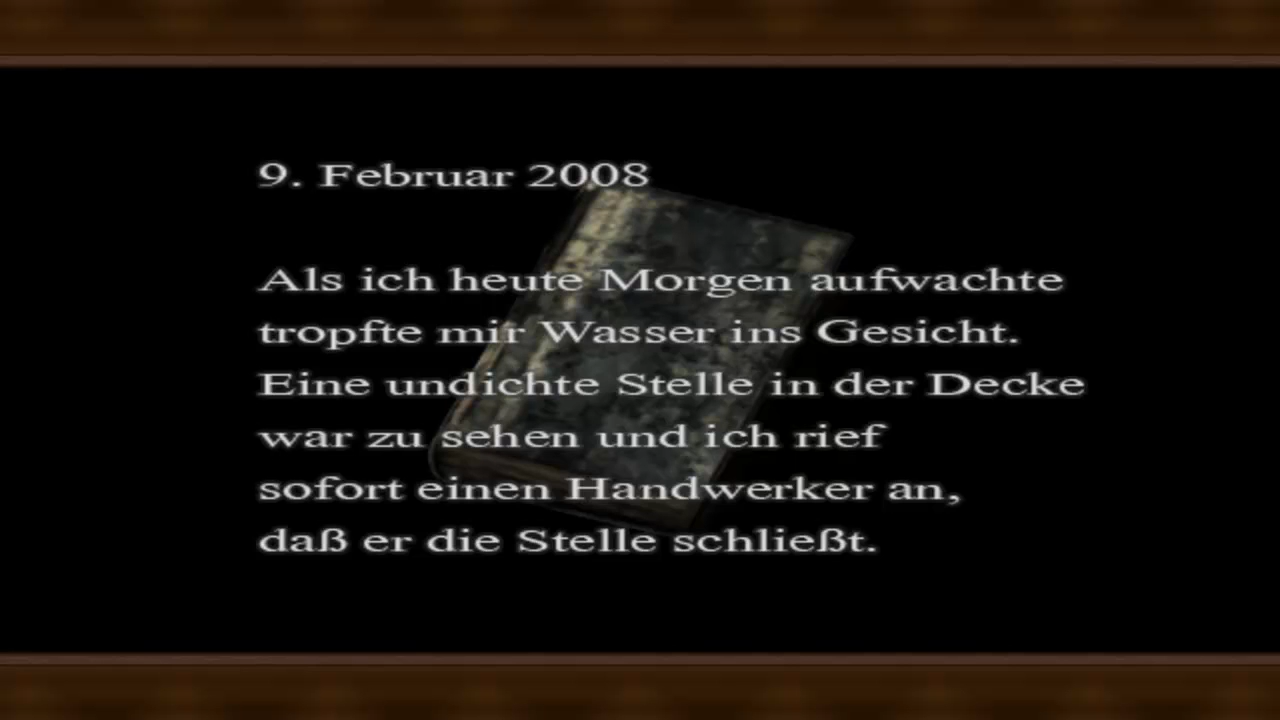 9. Februar 2008
Als ich heute Morgen aufwachte
tropfte mir Wasser ins Gesicht.
Eine undichte Stelle in der Decke
war zu sehen und ich rief
sofort einen Handwerker an,
daß er die Stelle schließt.